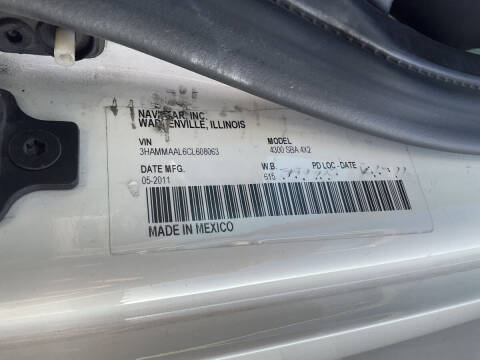 NAVISTAR, INC.
WARRENVILLE, ILLINOIS
VIN MODEL
3HAMMAAL6CL608063 4300 SBA 4X2
DATE MFG. W.B. PD LOC - DATE
05-2011 515
MADE IN MEXICO